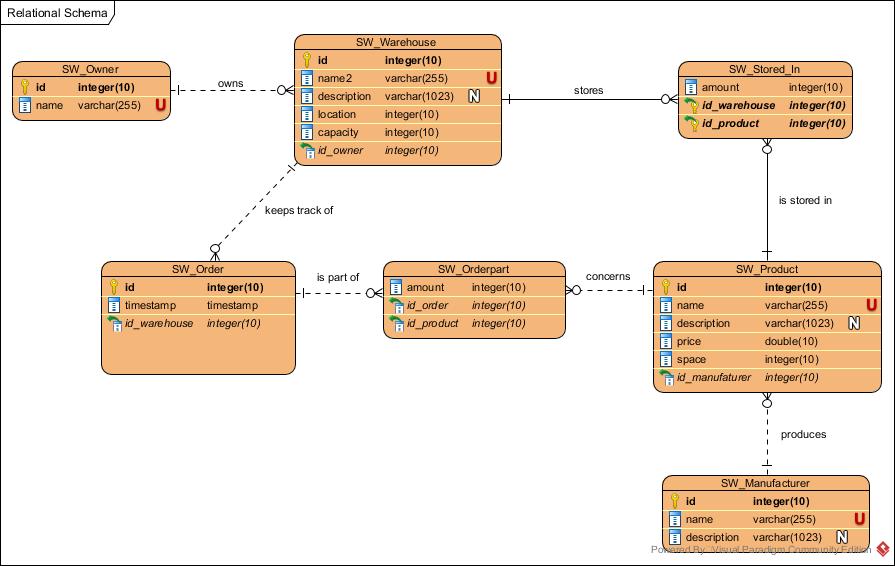 Relational Schema
SW_Owner
id integer(10)
name varchar(255) U
owns
SW_Warehouse
id integer(10)
name2 varchar(255) U
description varchar(1023) N
location integer(10)
capacity integer(10)
id_owner integer(10)
stores
SW_Stored_In
amount integer(10)
id_warehouse integer(10)
id_product integer(10)
keeps track of
is stored in
SW_Order
id integer(10)
timestamp timestamp
id_warehouse integer(10)
is part of
SW_Orderpart
amount integer(10)
id_order integer(10)
id_product integer(10)
concerns
SW_Product
id integer(10)
name varchar(255) U
description varchar(1023) N
price double(10)
space integer(10)
id_manufaturer integer(10)
produces
SW_Manufacturer
id integer(10)
name varchar(255) U
description varchar(1023) N
Powered By Visual Paradigm Community Edition